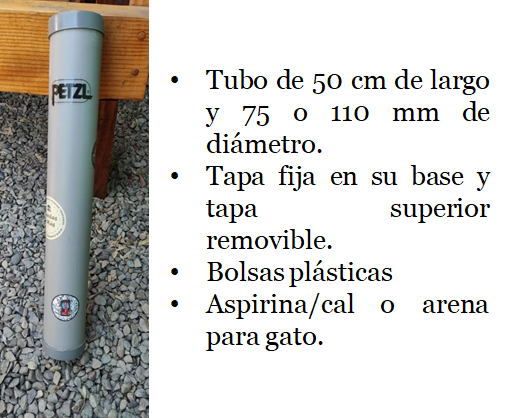 PETZL
• Tubo de 50 cm de largo
y 75 o 110 mm de
diámetro.
• Tapa fija en su base y
tapa superior
removible.
• Bolsas plásticas
• Aspirina/cal o arena
para gato.